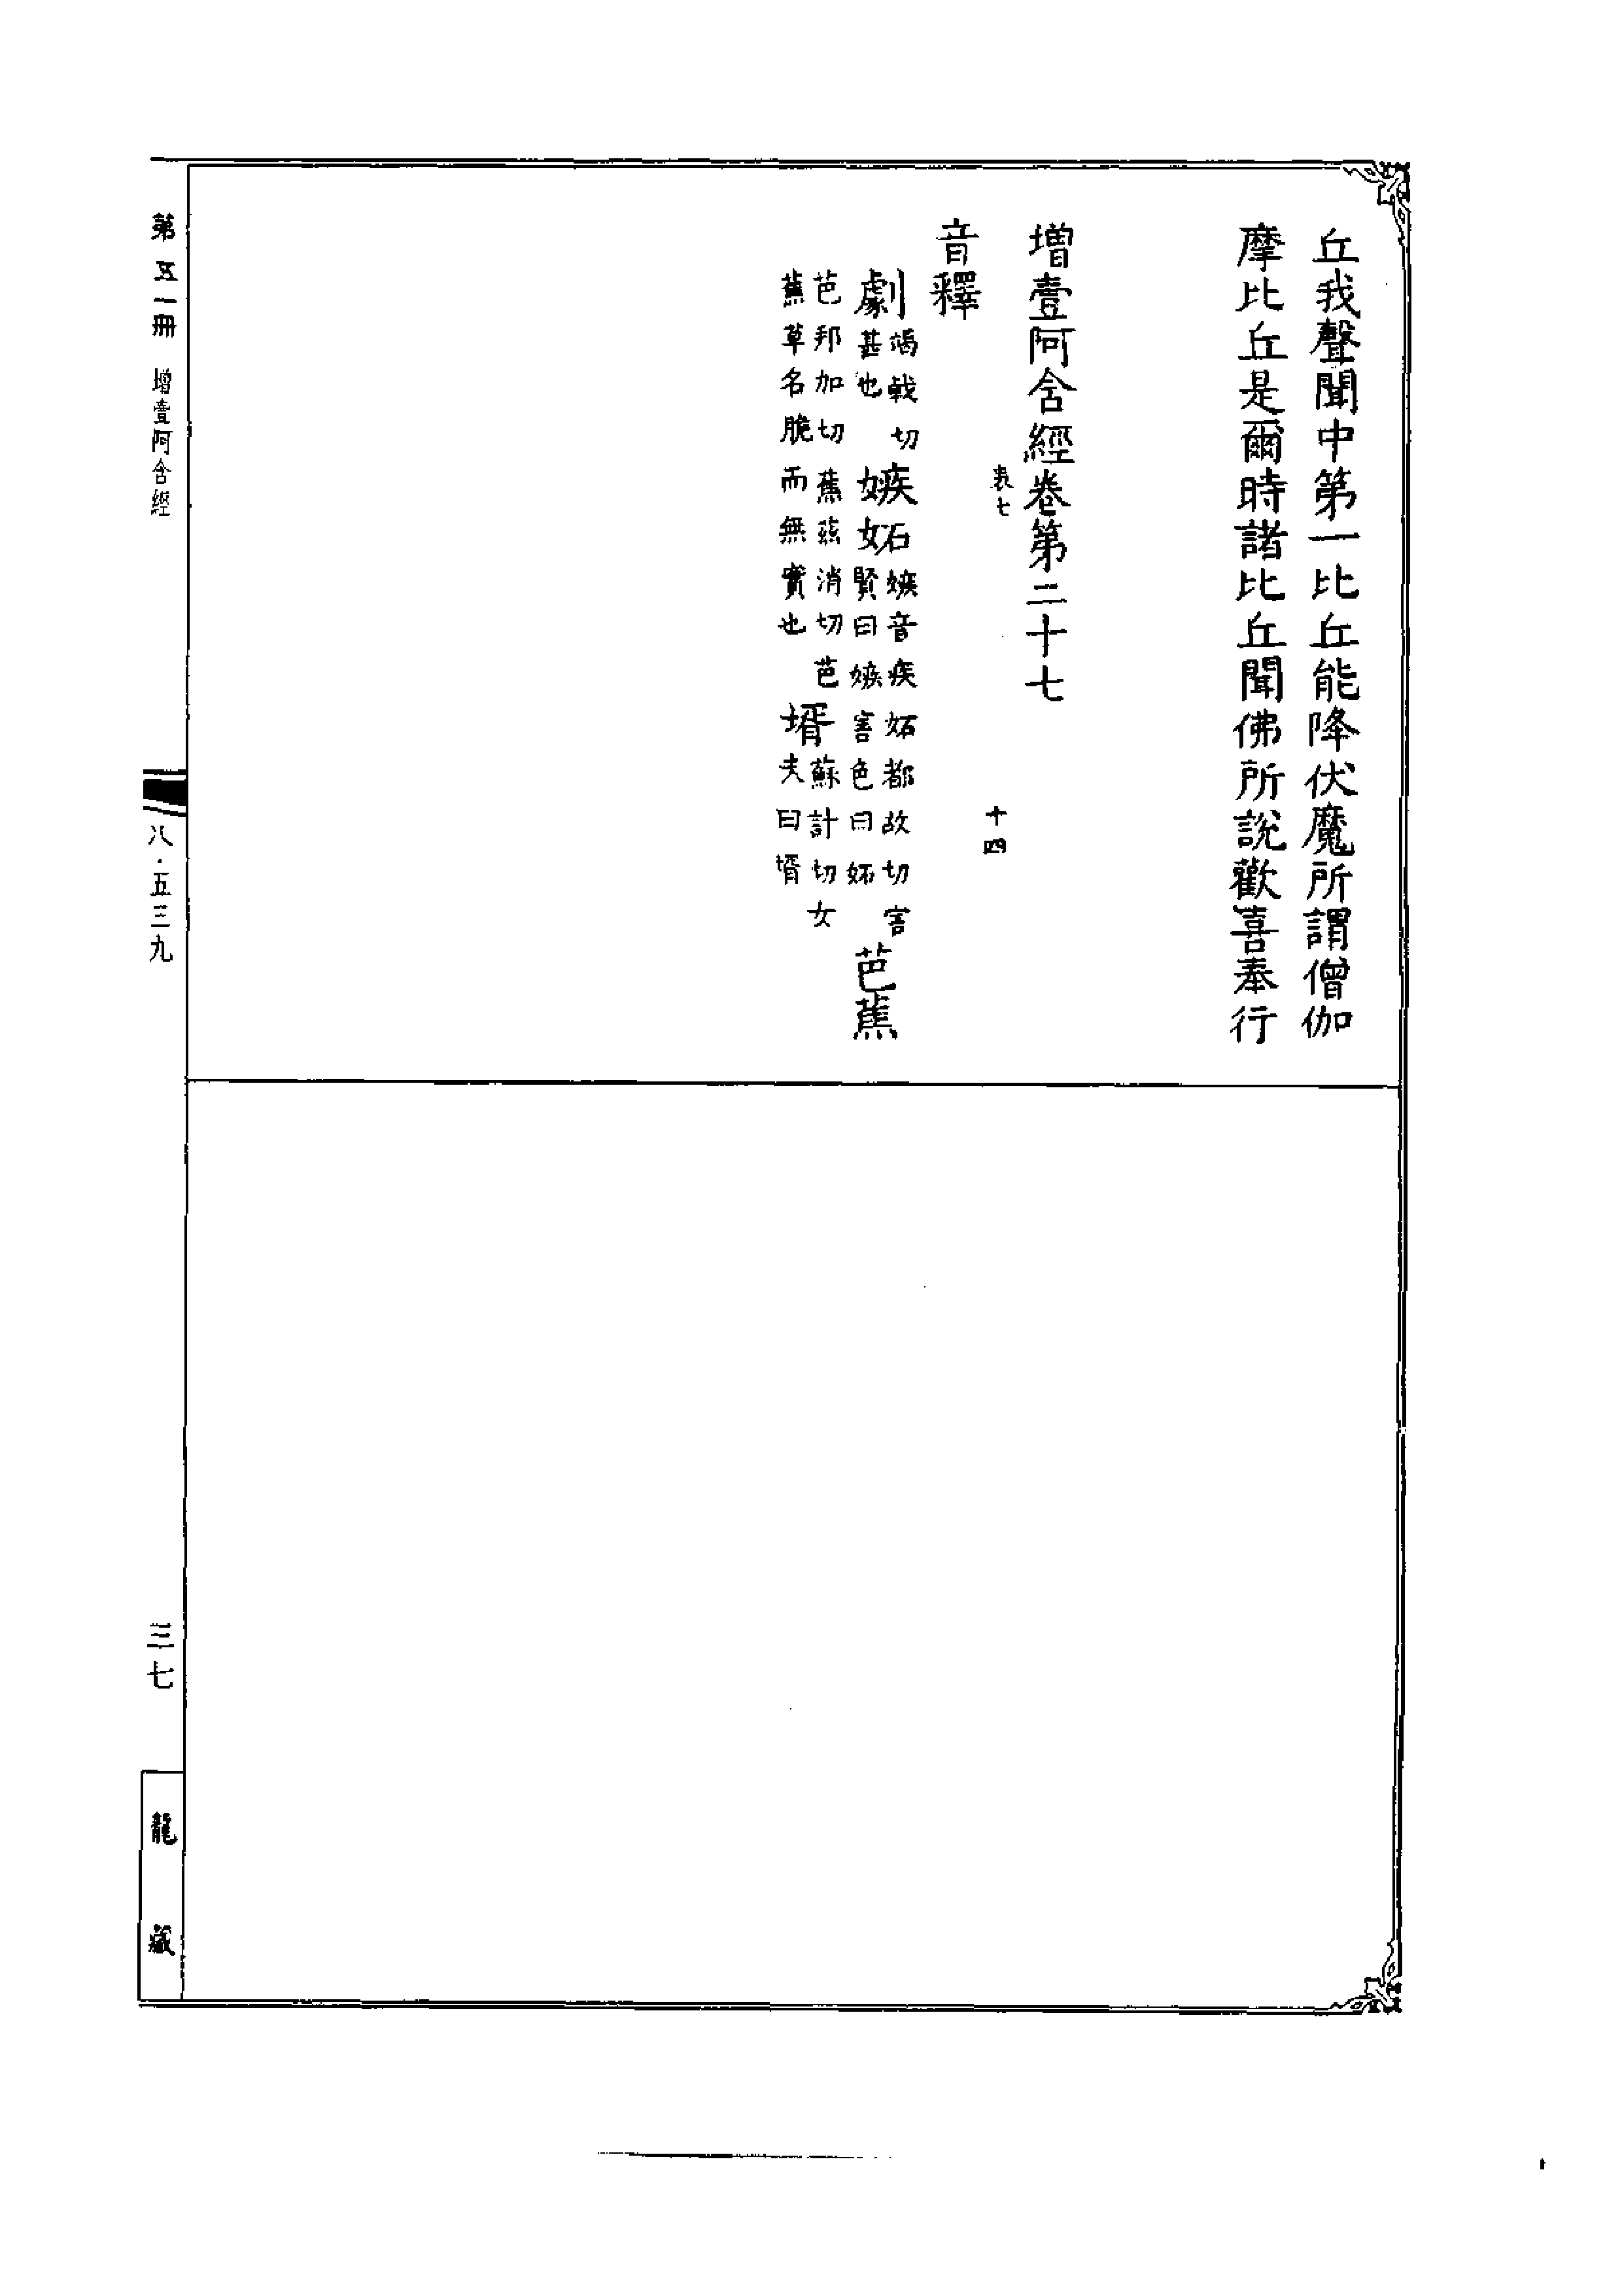 丘我聲聞中第一比丘能降伏魔所謂僧伽
摩比丘是爾時諸比丘聞佛所說歡喜奉行
增壹阿含經卷第二十七
表七
十四
音釋
劇竭戟切甚也嫉妬嫉音疾妬都故切害賢曰嫉害色曰妬芭蕉
芭邦加切蕉茲消切芭蕉草名脆而無實也壻蘇計切女夫曰壻
第五一冊 增壹阿含經
八·五三九
三七
龍藏